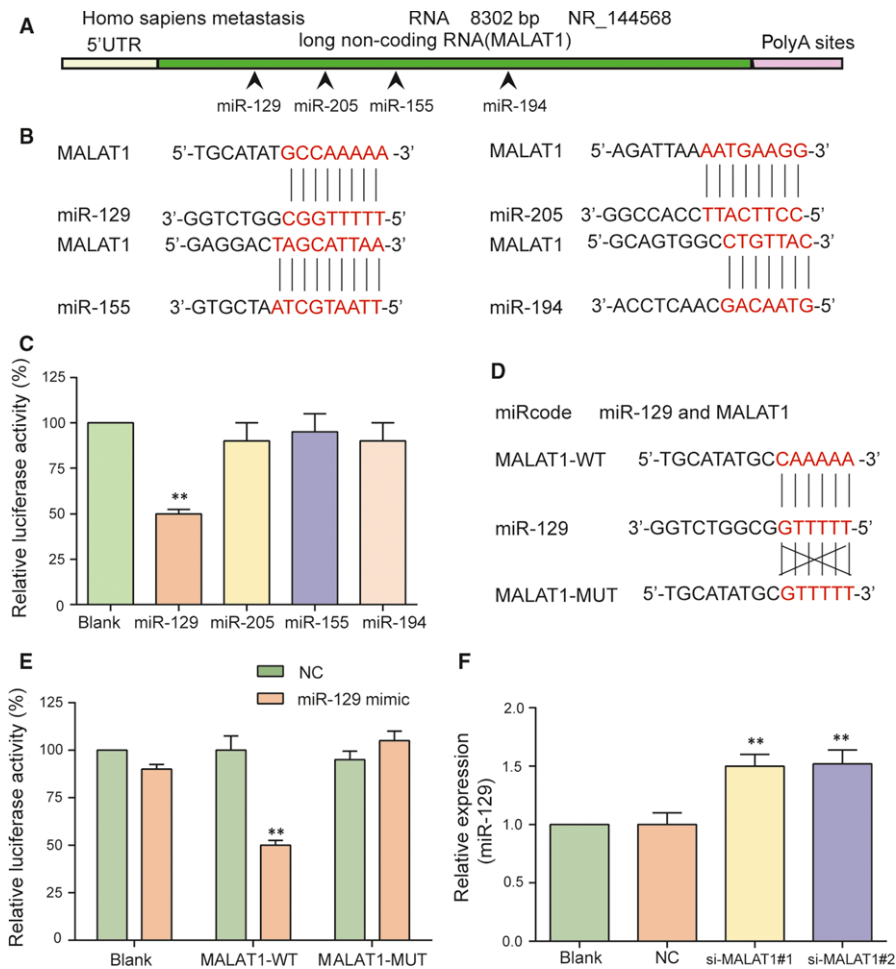 A
Homo sapiens metastasis RNA 8302 bp NR_144568
5'UTR long non-coding RNA(MALAT1) PolyA sites
miR-129 miR-205 miR-155 miR-194
B
MALAT1 5'-TGCATATGCCAAAAA -3'
miR-129 3'-GGTCTGGCGGTTTTT-5'
MALAT1 5'-GAGGACTAGCATTAA-3'
miR-155 3'-GTGCTAATCGTAATT-5'
MALAT1 5'-AGATTAAAATGAAGG-3'
miR-205 3'-GGCCACCTTACTTCC-5'
MALAT1 5'-GCAGTGGCCTGTTAC-3'
miR-194 3'-ACCTCAACGACAATG-5'
C
Relative luciferase activity (%)
125
100
75
50
25
0
**
Blank miR-129 miR-205 miR-155 miR-194
D
miRcode miR-129 and MALAT1
MALAT1-WT 5'-TGCATATGCCAAAAA -3'
miR-129 3'-GGTCTGGCGGTTTTT-5'
MALAT1-MUT 5'-TGCATATGCGTTTTT-5'
E
NC
miR-129 mimic
Relative luciferase activity (%)
125
100
75
50
25
0
**
Blank MALAT1-WT MALAT1-MUT
F
Relative expression
(miR-129)
2.0
1.5
1.0
0.5
0.0
** **
Blank NC si-MALAT1#1 si-MALAT1#2